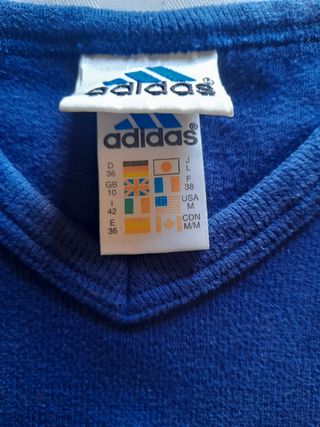 adidas®
adidas®
D
36
J
L
GB
10
F
38
I
42
USA
M
E
36
CDN
M/M